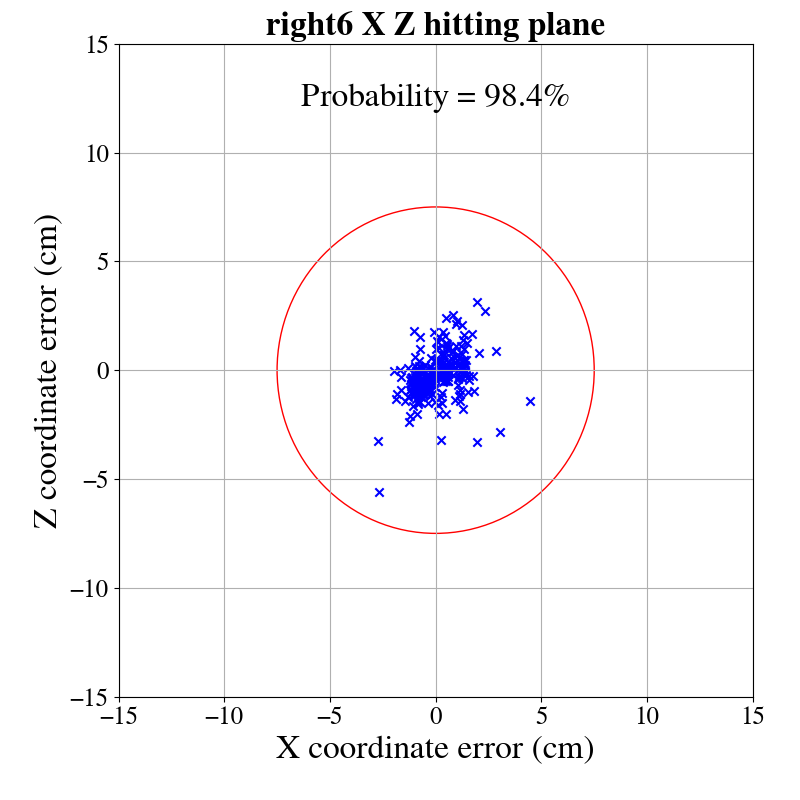 right6 X Z hitting plane
Probability = 98.4%
15
10
5
0
−5
−10
−15
Z coordinate error (cm)
−15 −10 −5 0 5 10 15
X coordinate error (cm)